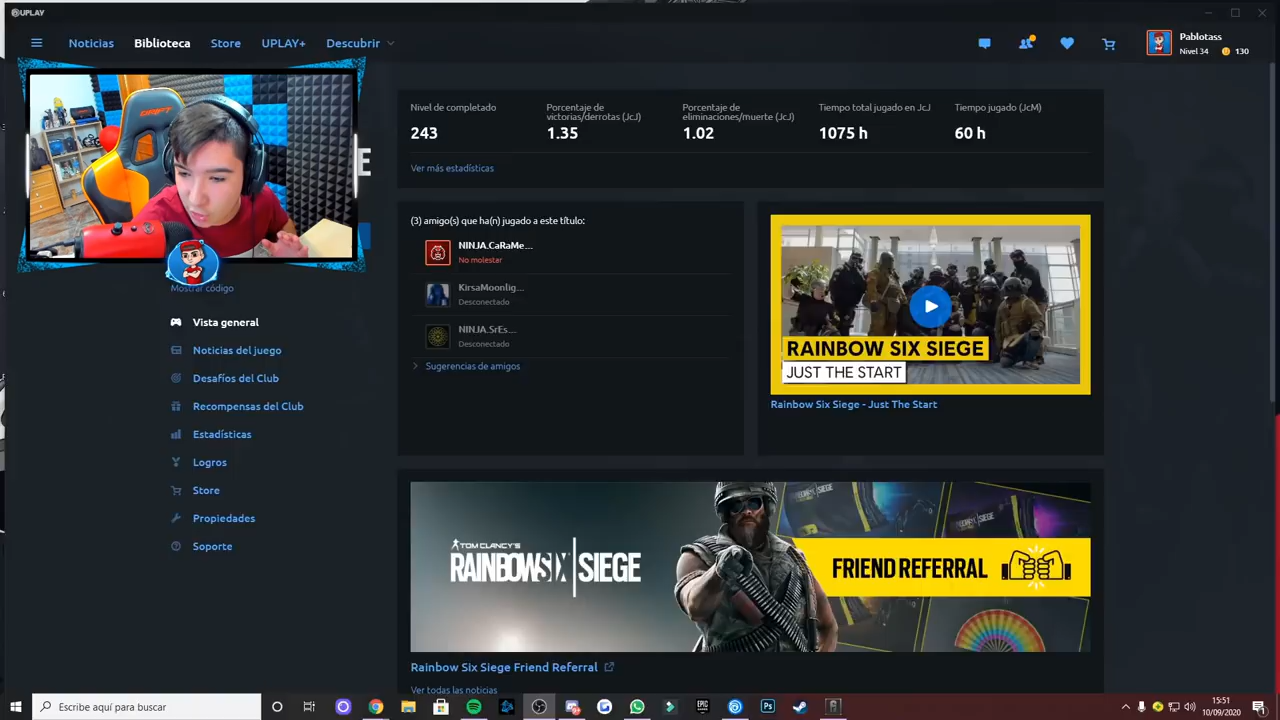 UPLAY
Noticias
Biblioteca
Store
UPLAY+
Descubrir
Pablotass
Nivel 34
130
Nivel de completado
243
Porcentaje de
victorias/derrotas (JcJ)
1.35
Porcentaje de
eliminaciones/muerte (JcJ)
1.02
Tiempo total jugado en JcJ
1075 h
Tiempo jugado (JcM)
60 h
Ver más estadísticas
DRIFT
E
Mostrar código
Vista general
Noticias del juego
Desafíos del Club
Recompensas del Club
Estadísticas
Logros
Store
Propiedades
Soporte
(3) amigo(s) que ha(n) jugado a este título:
NINJA.CaRaMe...
No molestar
KirsaMoonlig...
Desconectado
NINJA.SrEs...
Desconectado
Sugerencias de amigos
RAINBOW SIX SIEGE
JUST THE START
Rainbow Six Siege - Just The Start
TOM CLANCY'S
RAINBOW SIX | SIEGE
FRIEND REFERRAL
Rainbow Six Siege Friend Referral
Ver todas las noticias
Escribe aquí para buscar
15:51
10/09/2020